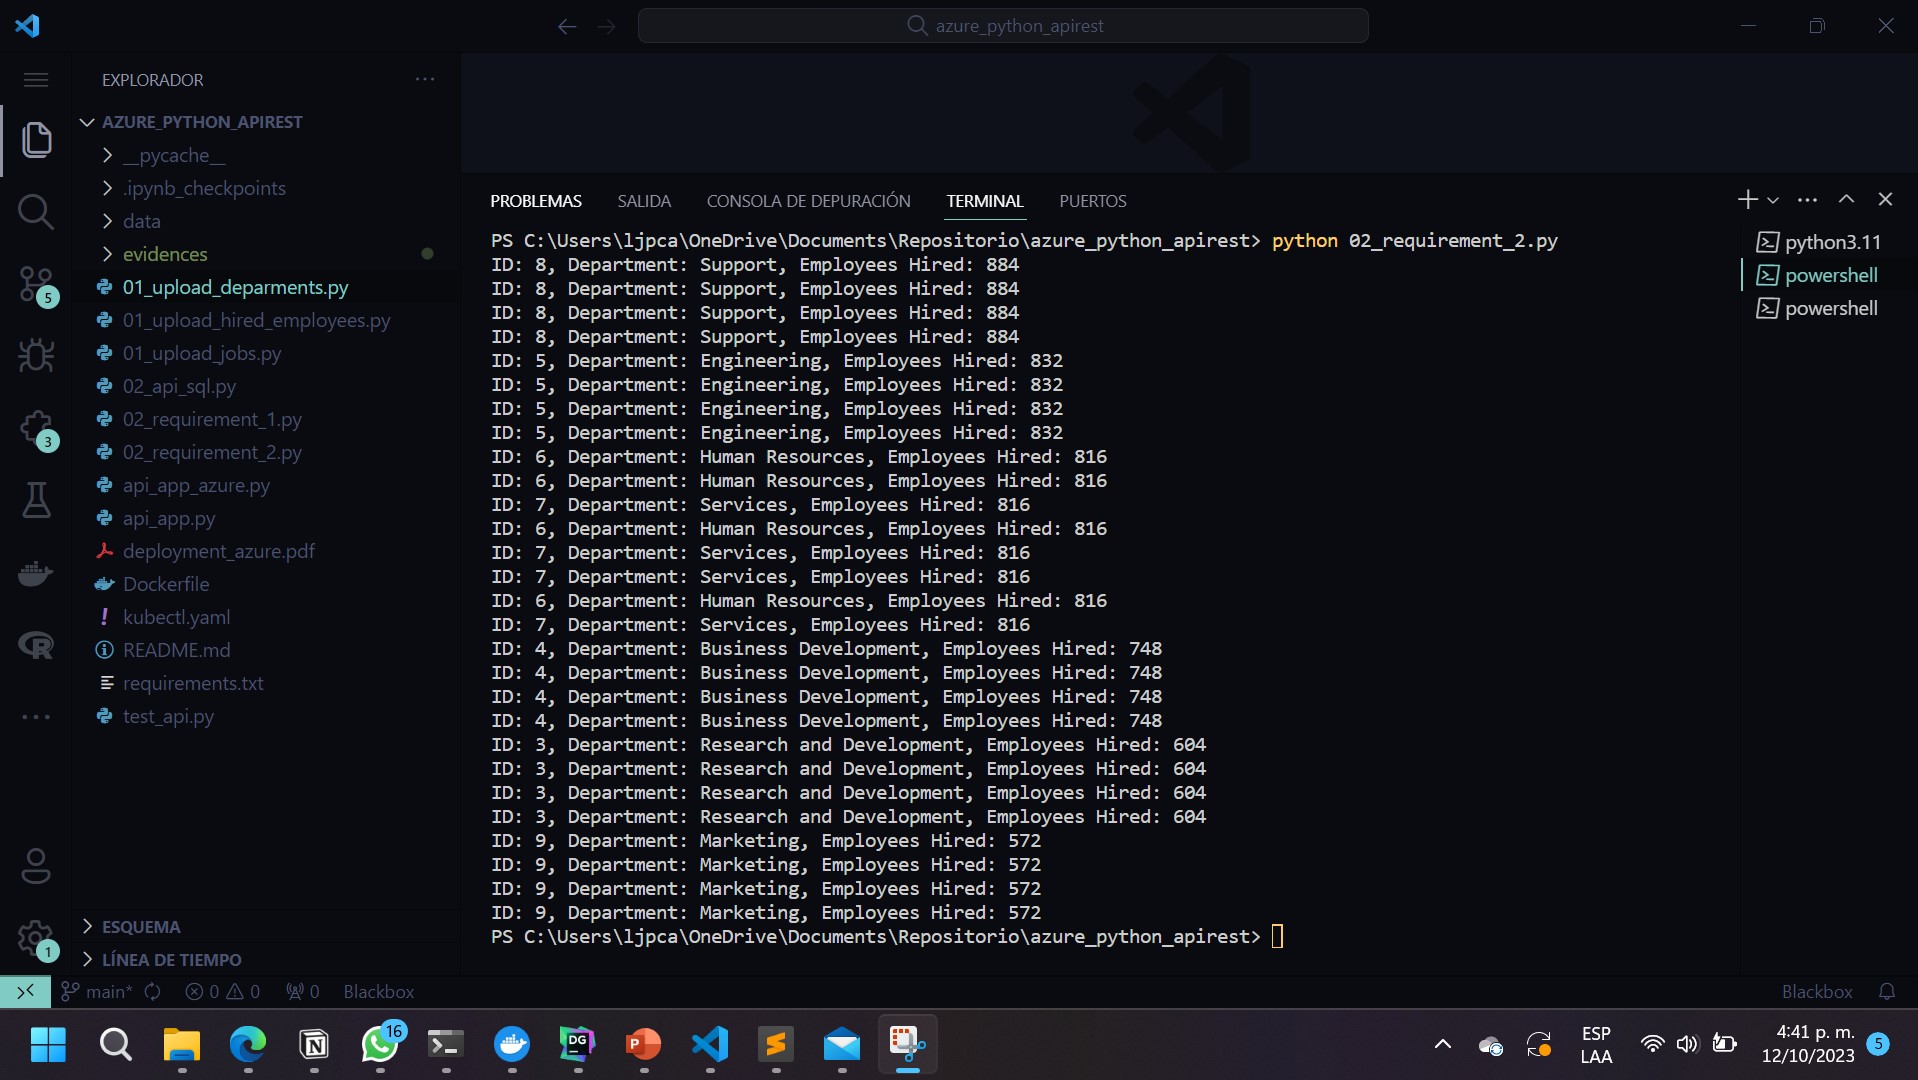 azure_python_apirest
EXPLORADOR
AZURE_PYTHON_APIREST
__pycache__
.ipynb_checkpoints
data
evidences
01_upload_deparments.py
01_upload_hired_employees.py
01_upload_jobs.py
02_api_sql.py
02_requirement_1.py
02_requirement_2.py
api_app_azure.py
api_app.py
deployment_azure.pdf
Dockerfile
kubectl.yaml
README.md
requirements.txt
test_api.py
ESQUEMA
LÍNEA DE TIEMPO
5
3
1
PROBLEMAS SALIDA CONSOLA DE DEPURACIÓN TERMINAL PUERTOS
PS C:\Users\ljpca\OneDrive\Documents\Repositorio\azure_python_apirest> python 02_requirement_2.py
ID: 8, Department: Support, Employees Hired: 884
ID: 8, Department: Support, Employees Hired: 884
ID: 8, Department: Support, Employees Hired: 884
ID: 8, Department: Support, Employees Hired: 884
ID: 5, Department: Engineering, Employees Hired: 832
ID: 5, Department: Engineering, Employees Hired: 832
ID: 5, Department: Engineering, Employees Hired: 832
ID: 5, Department: Engineering, Employees Hired: 832
ID: 6, Department: Human Resources, Employees Hired: 816
ID: 6, Department: Human Resources, Employees Hired: 816
ID: 7, Department: Services, Employees Hired: 816
ID: 6, Department: Human Resources, Employees Hired: 816
ID: 7, Department: Services, Employees Hired: 816
ID: 7, Department: Services, Employees Hired: 816
ID: 6, Department: Human Resources, Employees Hired: 816
ID: 7, Department: Services, Employees Hired: 816
ID: 4, Department: Business Development, Employees Hired: 748
ID: 4, Department: Business Development, Employees Hired: 748
ID: 4, Department: Business Development, Employees Hired: 748
ID: 4, Department: Business Development, Employees Hired: 748
ID: 3, Department: Research and Development, Employees Hired: 604
ID: 3, Department: Research and Development, Employees Hired: 604
ID: 3, Department: Research and Development, Employees Hired: 604
ID: 3, Department: Research and Development, Employees Hired: 604
ID: 9, Department: Marketing, Employees Hired: 572
ID: 9, Department: Marketing, Employees Hired: 572
ID: 9, Department: Marketing, Employees Hired: 572
ID: 9, Department: Marketing, Employees Hired: 572
PS C:\Users\ljpca\OneDrive\Documents\Repositorio\azure_python_apirest>
python3.11
powershell
powershell
main* 0 0 0 Blackbox
Blackbox
16
DG
P
ESP
LAA
4:41 p. m.
12/10/2023
5